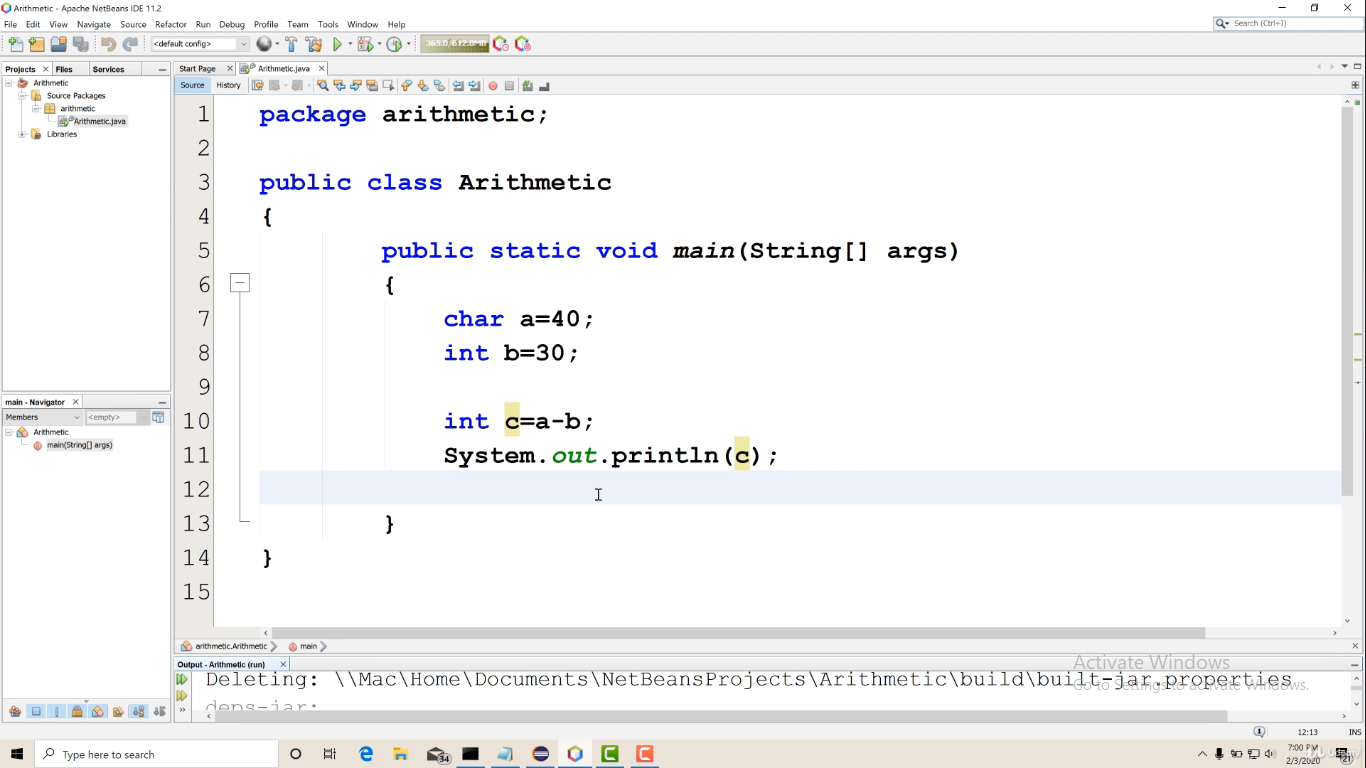 Arithmetic - Apache NetBeans IDE 11.2
File Edit View Navigate Source Refactor Run Debug Profile Team Tools Window Help
Search (Ctrl+I)
<default config>
365.0/612.0MB
Projects Files Services
Start Page Arithmetic.java
Source History
Arithmetic
Source Packages
arithmetic
Arithmetic.java
Libraries
1 package arithmetic;
2
3 public class Arithmetic
4 {
5 public static void main(String[] args)
6 {
7 char a=40;
8 int b=30;
9
10 int c=a-b;
11 System.out.println(c);
12
13 }
14 }
15
main - Navigator
Members <empty>
Arithmetic
main(String[] args)
arithmetic.Arithmetic main
Output - Arithmetic (run)
Deleting: \\Mac\Home\Documents\NetBeansProjects\Arithmetic\build\built-jar.properties
deps-jar:
Activate Windows
Go to Settings to activate Windows.
12:13 INS
Type here to search
34
7:00 PM
2/3/2020
21